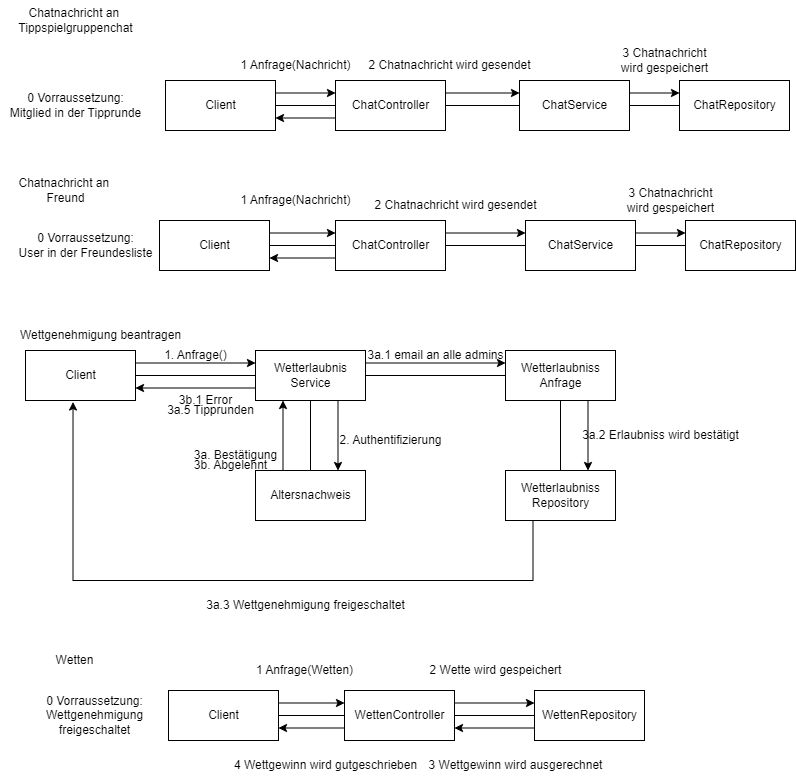 Chatnachricht an
Tippspielgruppenchat
1 Anfrage(Nachricht)
2 Chatnachricht wird gesendet
3 Chatnachricht
wird gespeichert
0 Vorraussetzung:
Mitglied in der Tipprunde
Client
ChatController
ChatService
ChatRepository
Chatnachricht an
Freund
1 Anfrage(Nachricht)
2 Chatnachricht wird gesendet
3 Chatnachricht
wird gespeichert
0 Vorraussetzung:
User in der Freundesliste
Client
ChatController
ChatService
ChatRepository
Wettgenehmigung beantragen
1. Anfrage()
3a.1 email an alle admins
Client
Wetterlaubnis
Service
Wetterlaubniss
Anfrage
3b.1 Error
3a.5 Tipprunden
2. Authentifizierung
3a.2 Erlaubniss wird bestätigt
3a. Bestätigung
3b. Abgelehnt
Altersnachweis
Wetterlaubniss
Repository
3a.3 Wettgenehmigung freigeschaltet
Wetten
1 Anfrage(Wetten)
2 Wette wird gespeichert
0 Vorraussetzung:
Wettgenehmigung
freigeschaltet
Client
WettenController
WettenRepository
4 Wettgewinn wird gutgeschrieben
3 Wettgewinn wird ausgerechnet